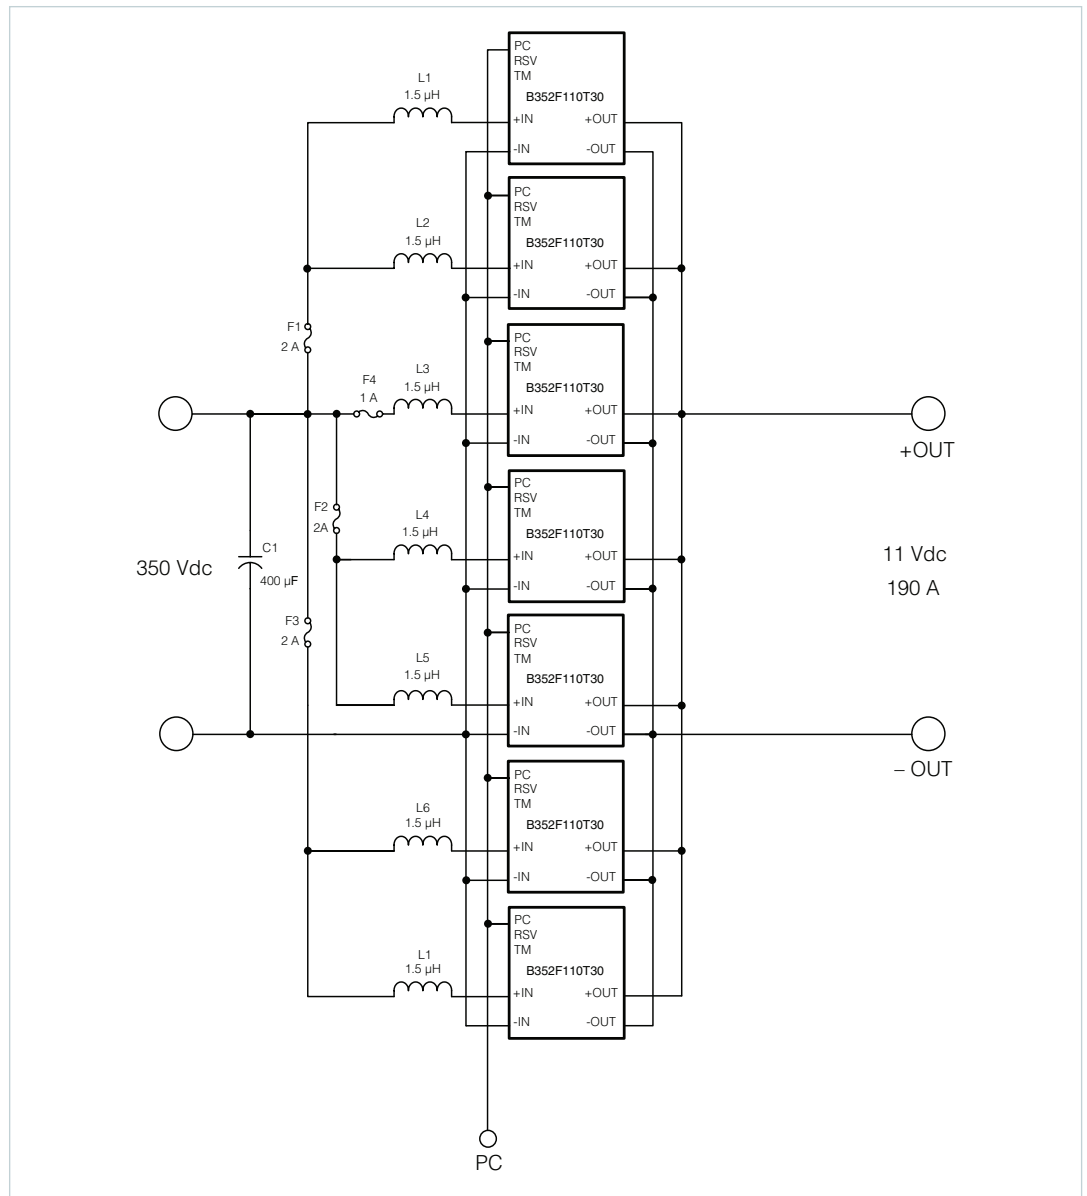 PC
RSV
TM
B352F110T30
+IN +OUT
-IN -OUT
L1
1.5 µH
PC
RSV
TM
B352F110T30
+IN +OUT
-IN -OUT
L2
1.5 µH
F1
2 A
PC
RSV
TM
B352F110T30
+IN +OUT
-IN -OUT
L3
1.5 µH
F4
1 A
+OUT
PC
RSV
TM
B352F110T30
+IN +OUT
-IN -OUT
L4
1.5 µH
F2
2A
C1
400 µF
350 Vdc
11 Vdc
190 A
F3
2 A
PC
RSV
TM
B352F110T30
+IN +OUT
-IN -OUT
L5
1.5 µH
– OUT
PC
RSV
TM
B352F110T30
+IN +OUT
-IN -OUT
L6
1.5 µH
PC
RSV
TM
B352F110T30
+IN +OUT
-IN -OUT
L1
1.5 µH
PC